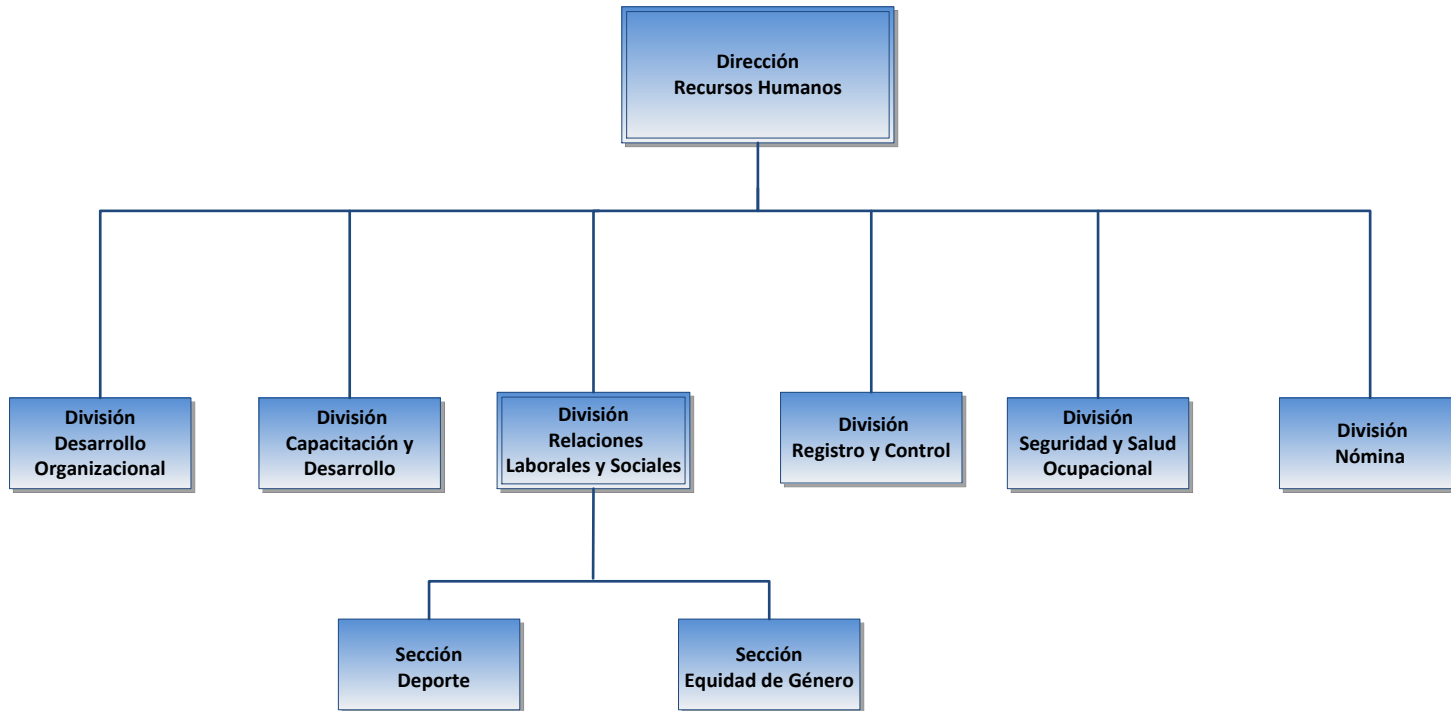 Dirección
Recursos Humanos
División
Desarrollo
Organizacional
División
Capacitación y
Desarrollo
División
Relaciones
Laborales y Sociales
División
Registro y Control
División
Seguridad y Salud
Ocupacional
División
Nómina
Sección
Deporte
Sección
Equidad de Género